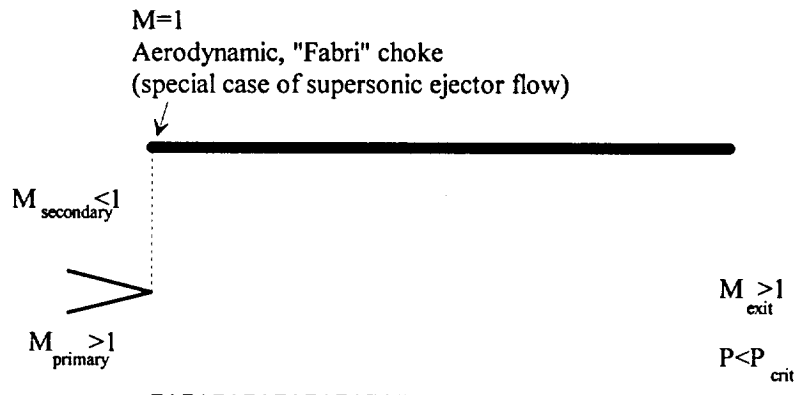 M=1
Aerodynamic, "Fabri" choke
(special case of supersonic ejector flow)
M secondary<1
M primary>1
M exit>1
P<P crit